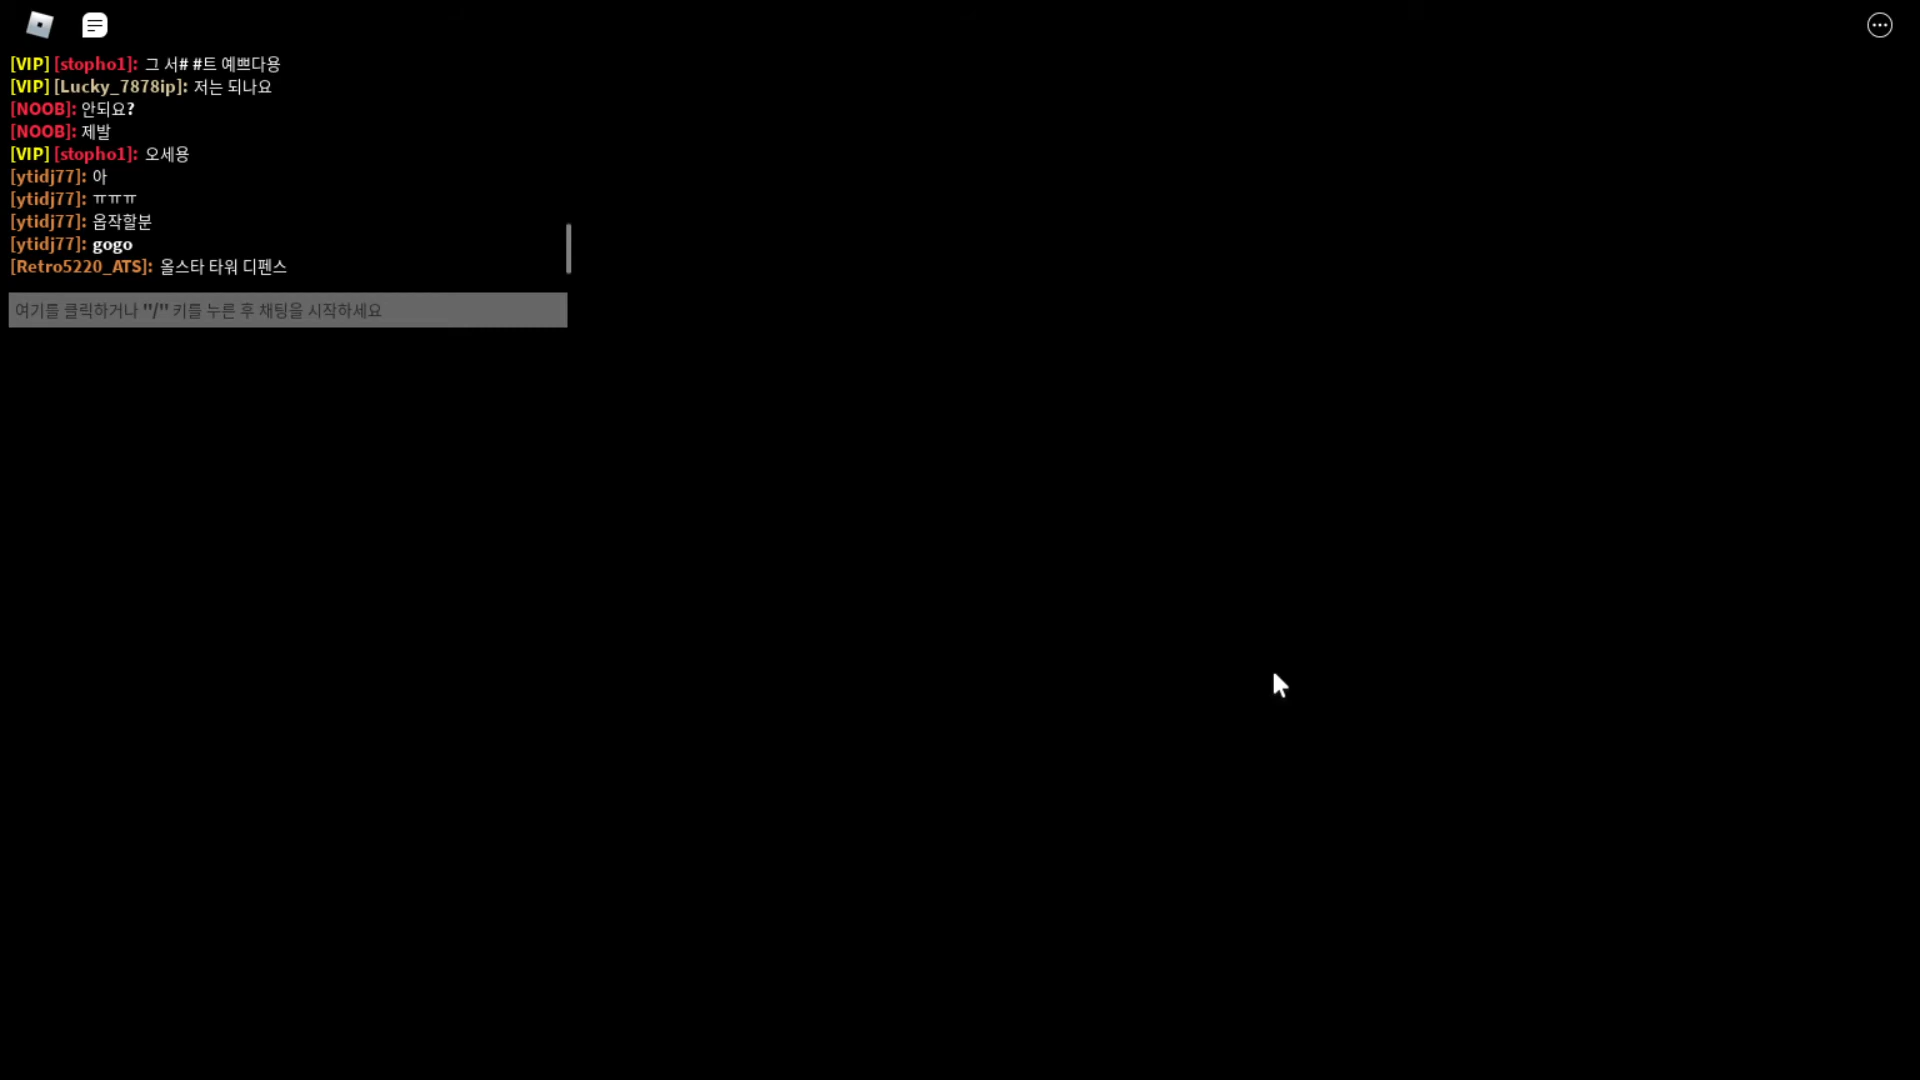 [VIP] [stopho1]: 그 서# #트 예쁘다용
[VIP] [Lucky_7878ip]: 저는 되나요
[NOOB]: 안되요?
[NOOB]: 제발
[VIP] [stopho1]: 오세용
[ytidj77]: 아
[ytidj77]: ㅠㅠㅠ
[ytidj77]: 옵작할분
[ytidj77]: gogo
[Retro5220_ATS]: 올스타 타워 디펜스
여기를 클릭하거나 "/" 키를 누른 후 채팅을 시작하세요